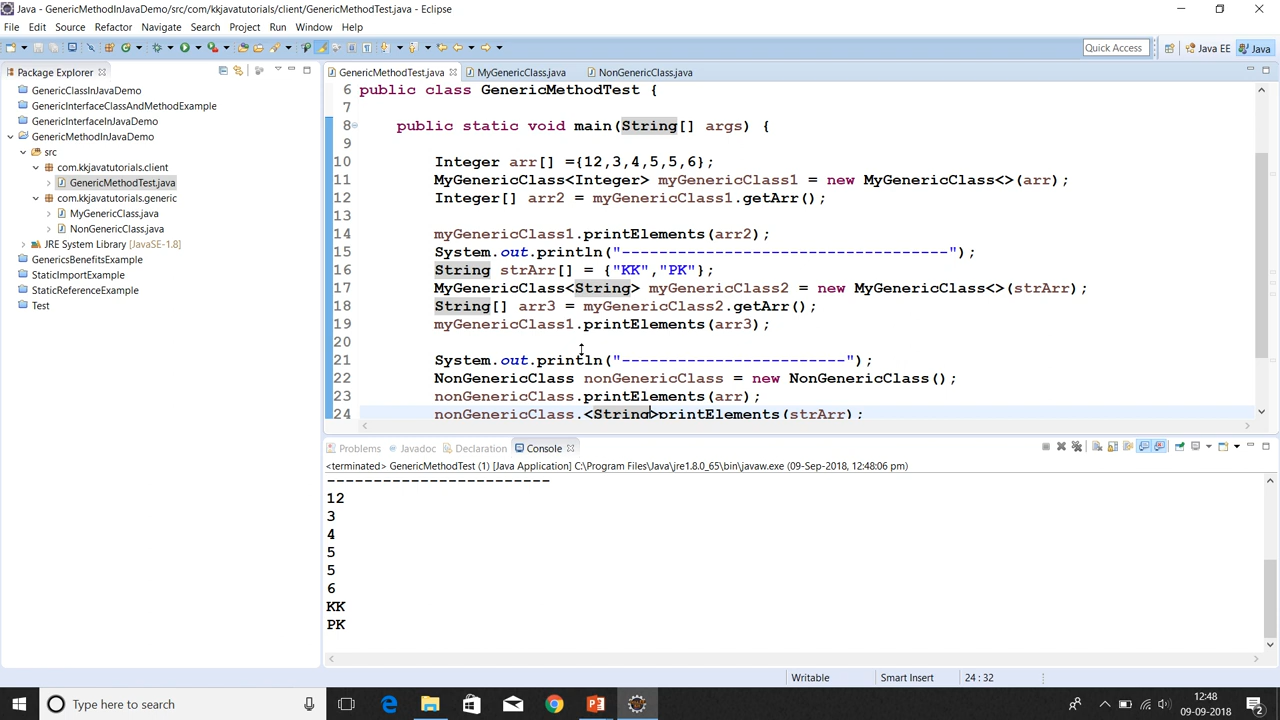 Java - GenericMethodInJavaDemo/src/com/kkjavatutorials/client/GenericMethodTest.java - Eclipse
File Edit Source Refactor Navigate Search Project Run Window Help
Quick Access Java EE Java
Package Explorer
GenericClassInJavaDemo
GenericInterfaceClassAndMethodExample
GenericInterfaceInJavaDemo
GenericMethodInJavaDemo
src
com.kkjavatutorials.client
GenericMethodTest.java
com.kkjavatutorials.generic
MyGenericClass.java
NonGenericClass.java
JRE System Library [JavaSE-1.8]
GenericsBenefitsExample
StaticImportExample
StaticReferenceExample
Test
GenericMethodTest.java MyGenericClass.java NonGenericClass.java
6 public class GenericMethodTest {
7
8 public static void main(String[] args) {
9
10 Integer arr[] ={12,3,4,5,5,6};
11 MyGenericClass<Integer> myGenericClass1 = new MyGenericClass<>(arr);
12 Integer[] arr2 = myGenericClass1.getArr();
13
14 myGenericClass1.printElements(arr2);
15 System.out.println("-----------------------------------");
16 String strArr[] = {"KK","PK"};
17 MyGenericClass<String> myGenericClass2 = new MyGenericClass<>(strArr);
18 String[] arr3 = myGenericClass2.getArr();
19 myGenericClass1.printElements(arr3);
20
21 System.out.println("------------------------");
22 NonGenericClass nonGenericClass = new NonGenericClass();
23 nonGenericClass.printElements(arr);
24 nonGenericClass.<String>printElements(strArr);
Problems Javadoc Declaration Console
<terminated> GenericMethodTest (1) [Java Application] C:\Program Files\Java\jre1.8.0_65\bin\javaw.exe (09-Sep-2018, 12:48:06 pm)
------------------------
12
3
4
5
5
6
KK
PK
Writable Smart Insert 24 : 32
Type here to search
12:48
09-09-2018
2